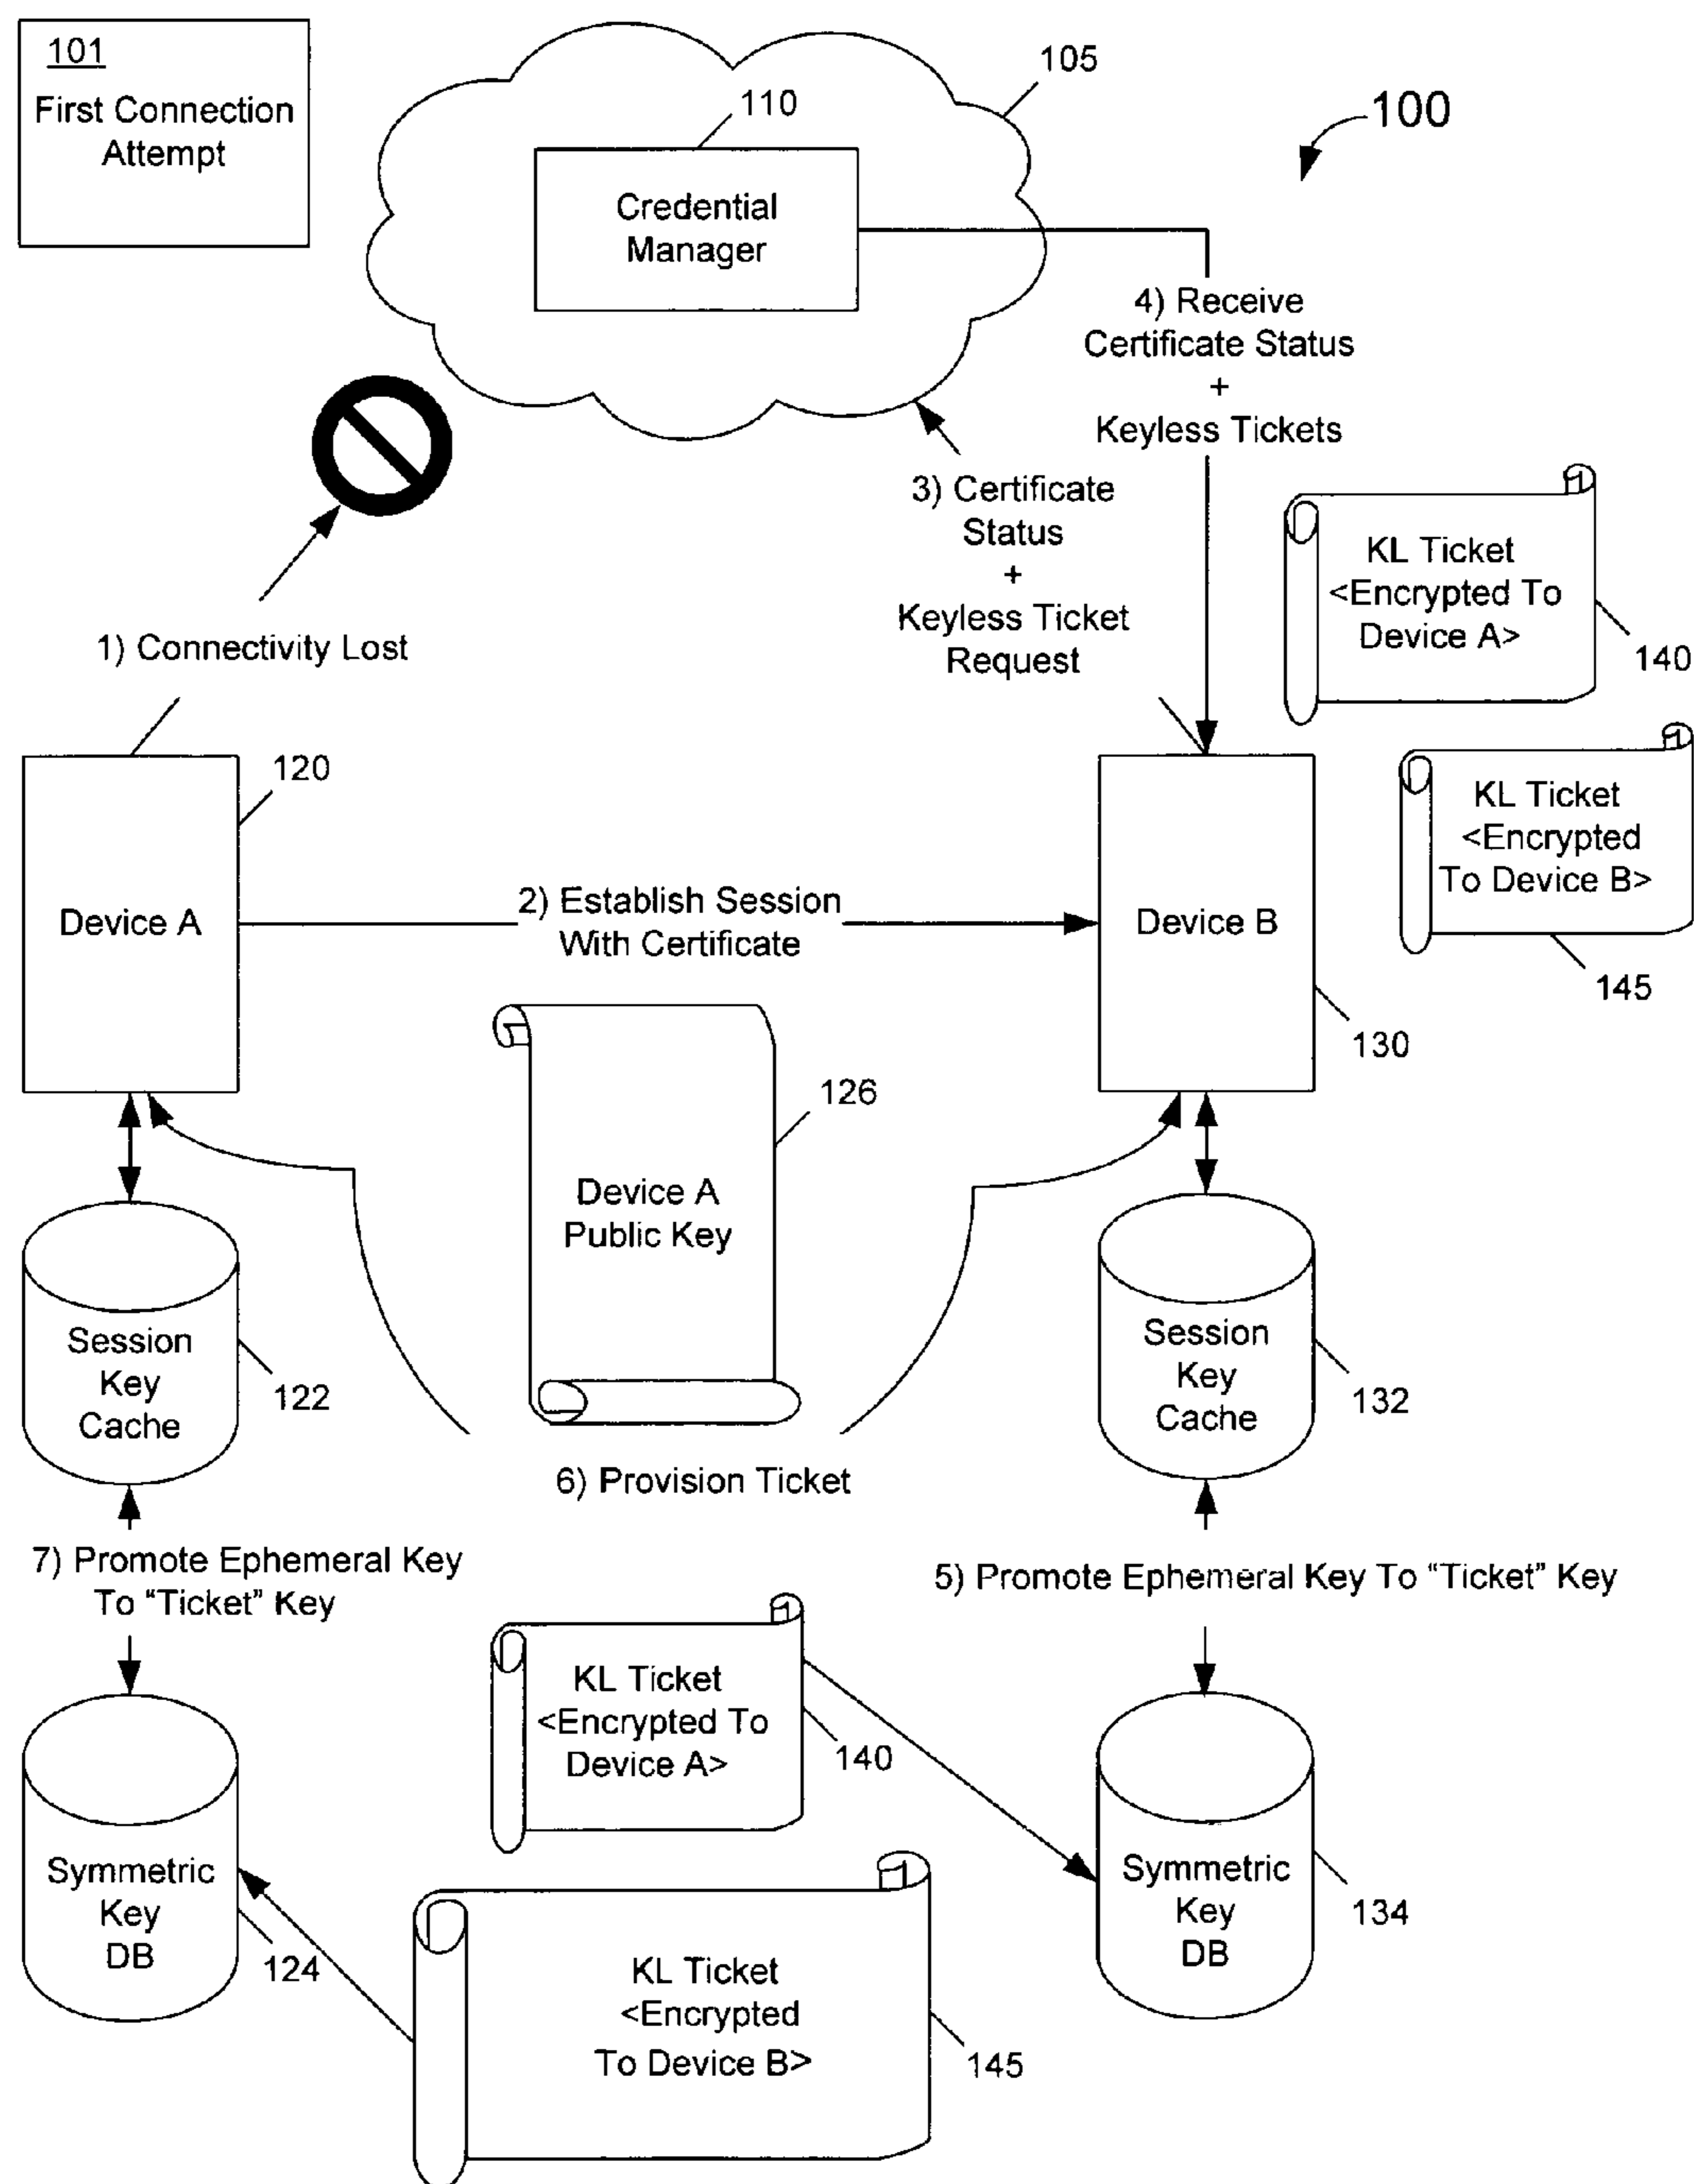 101
First Connection
Attempt
105
110
100
Credential
Manager
4) Receive
Certificate Status
+
Keyless Tickets
3) Certificate
Status
+
Keyless Ticket
Request
KL Ticket
<Encrypted To
Device A>
140
1) Connectivity Lost
120
KL Ticket
<Encrypted
To Device B>
145
Device A
2) Establish Session
With Certificate
Device B
130
126
Device A
Public Key
Session
Key
Cache
122
Session
Key
Cache
132
6) Provision Ticket
7) Promote Ephemeral Key
To “Ticket” Key
5) Promote Ephemeral Key To “Ticket” Key
KL Ticket
<Encrypted To
Device A>
140
Symmetric
Key
DB
124
Symmetric
Key
DB
134
KL Ticket
<Encrypted
To Device B>
145